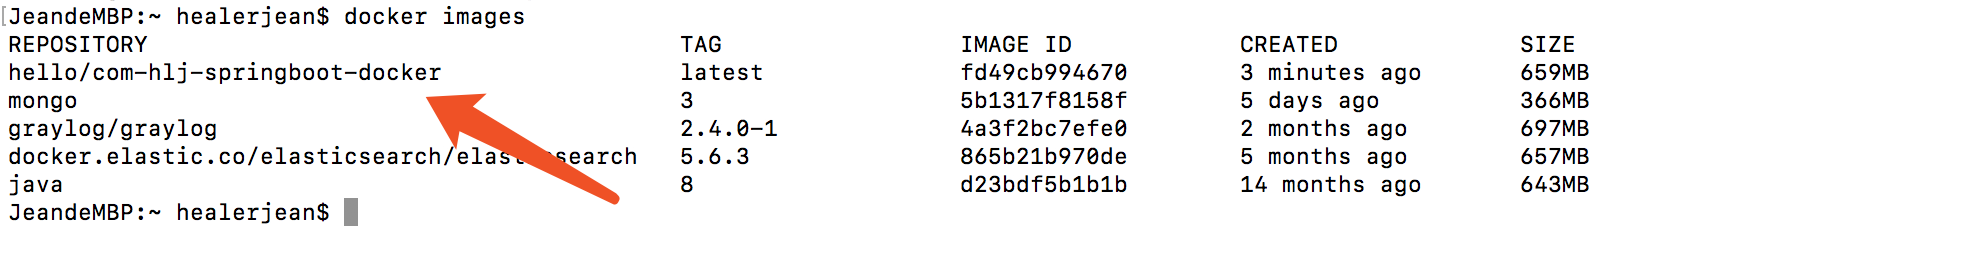 JeandeMBP:~ healerjean$ docker images
REPOSITORY TAG IMAGE ID CREATED SIZE
hello/com-hlj-springboot-docker latest fd49cb994670 3 minutes ago 659MB
mongo 3 5b1317f8158f 5 days ago 366MB
graylog/graylog 2.4.0-1 4a3f2bc7efe0 2 months ago 697MB
docker.elastic.co/elasticsearch/elasticsearch 5.6.3 865b21b970de 5 months ago 657MB
java 8 d23bdf5b1b1b 14 months ago 643MB
JeandeMBP:~ healerjean$